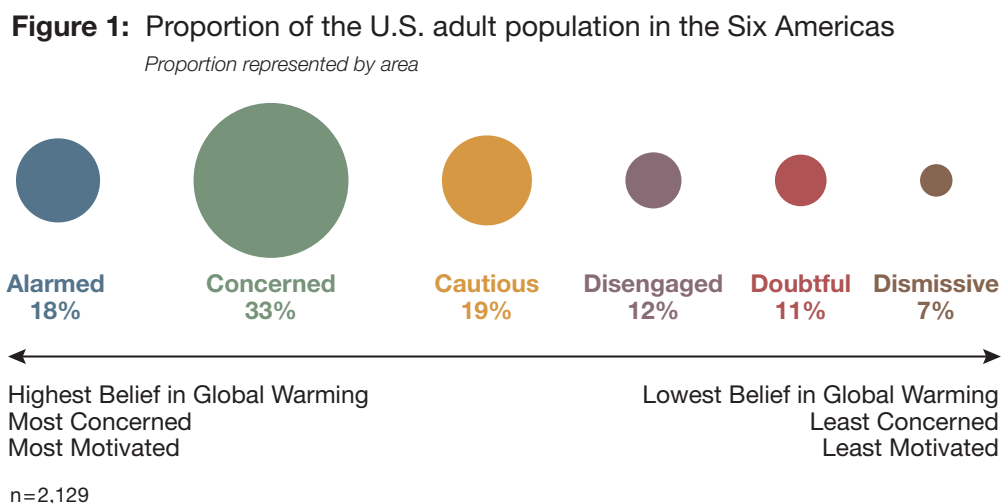 Figure 1: Proportion of the U.S. adult population in the Six Americas
Proportion represented by area
Alarmed
18%
Concerned
33%
Cautious
19%
Disengaged
12%
Doubtful
11%
Dismissive
7%
Highest Belief in Global Warming
Most Concerned
Most Motivated
Lowest Belief in Global Warming
Least Concerned
Least Motivated
n=2,129